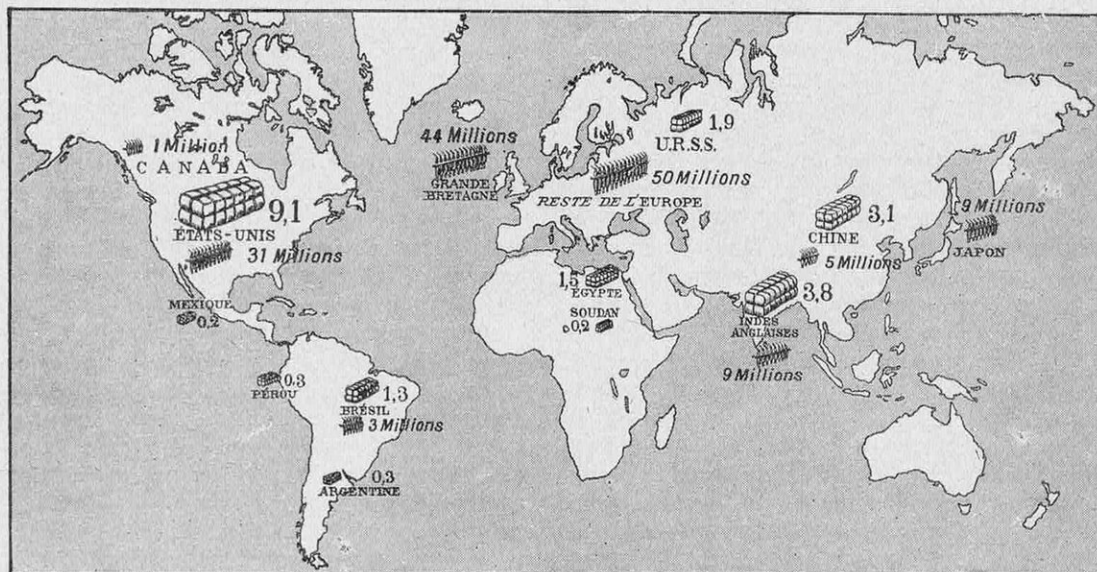 1 Million
CANADA
9,1
ÉTATS-UNIS
31 Millions
MEXIQUE
0,2
0,3
PÉROU
1,3
BRÉSIL
3 Millions
0,3
ARGENTINE
44 Millions
GRANDE
BRETAGNE
1,9
U.R.S.S.
50 Millions
RESTE DE L'EUROPE
1,5
ÉGYPTE
SOUDAN
0,2
3,1
CHINE
5 Millions
9 Millions
JAPON
3,8
INDES
ANGLAISES
9 Millions